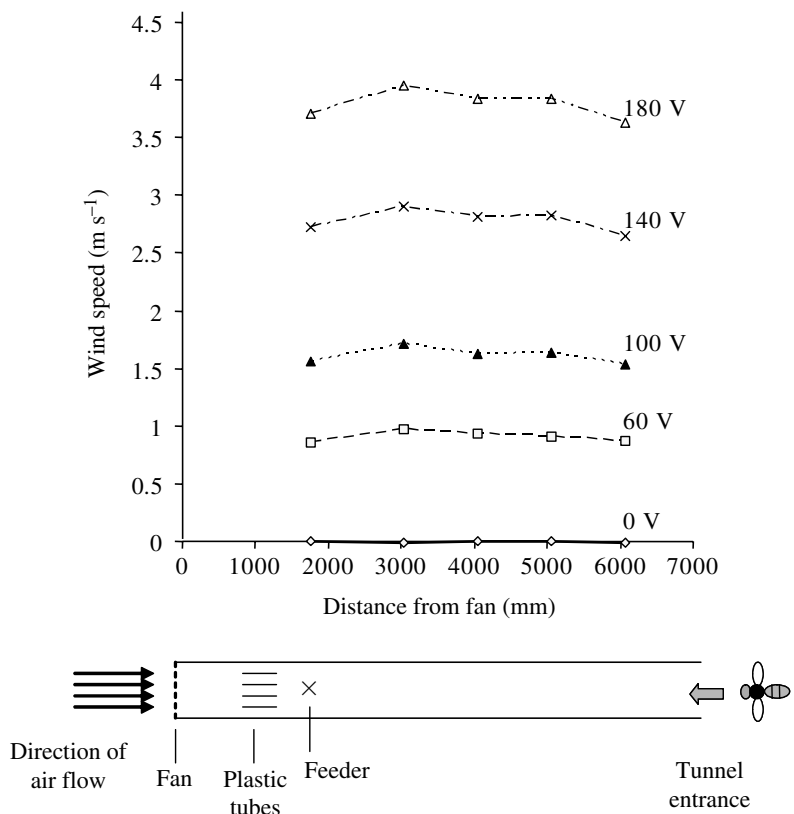 4.5
4
3.5
3
2.5
2
1.5
1
0.5
0
Wind speed (m s⁻¹)
180 V
140 V
100 V
60 V
0 V
0 1000 2000 3000 4000 5000 6000 7000
Distance from fan (mm)
Direction of
air flow
Fan
Plastic
tubes
Feeder
Tunnel
entrance